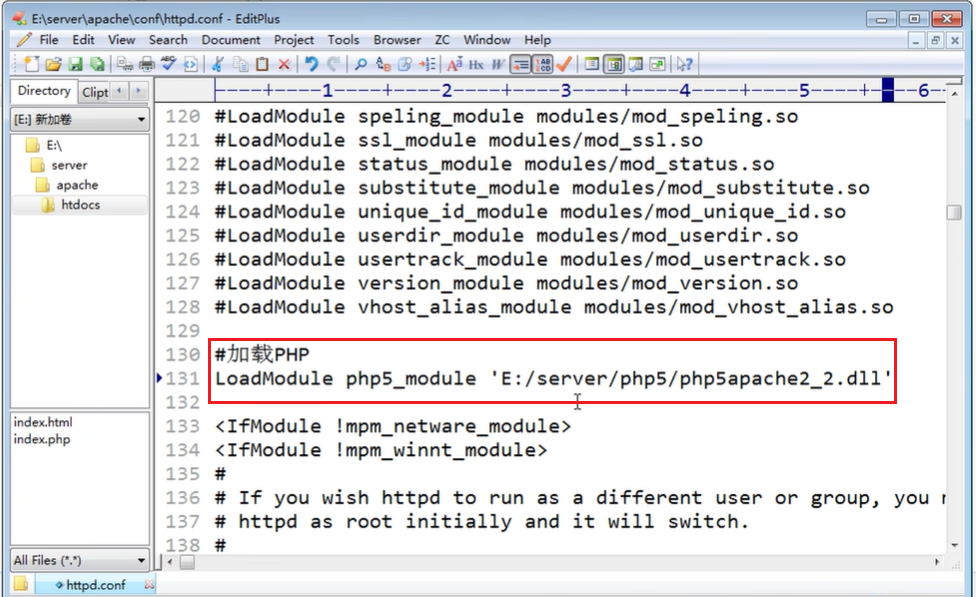 E:\server\apache\conf\httpd.conf - EditPlus
File Edit View Search Document Project Tools Browser ZC Window Help
Directory Clipt
----+----1----+----2----+----3----+----4----+----5----+----6--
[E:] 新加卷
E:\
server
apache
htdocs
120 #LoadModule speling_module modules/mod_speling.so
121 #LoadModule ssl_module modules/mod_ssl.so
122 #LoadModule status_module modules/mod_status.so
123 #LoadModule substitute_module modules/mod_substitute.so
124 #LoadModule unique_id_module modules/mod_unique_id.so
125 #LoadModule userdir_module modules/mod_userdir.so
126 #LoadModule usertrack_module modules/mod_usertrack.so
127 #LoadModule version_module modules/mod_version.so
128 #LoadModule vhost_alias_module modules/mod_vhost_alias.so
129
130 #加载PHP
131 LoadModule php5_module 'E:/server/php5/php5apache2_2.dll'
132
133 <IfModule !mpm_netware_module>
134 <IfModule !mpm_winnt_module>
135 #
136 # If you wish httpd to run as a different user or group, you
137 # httpd as root initially and it will switch.
138 #
index.html
index.php
All Files (*.*)
httpd.conf